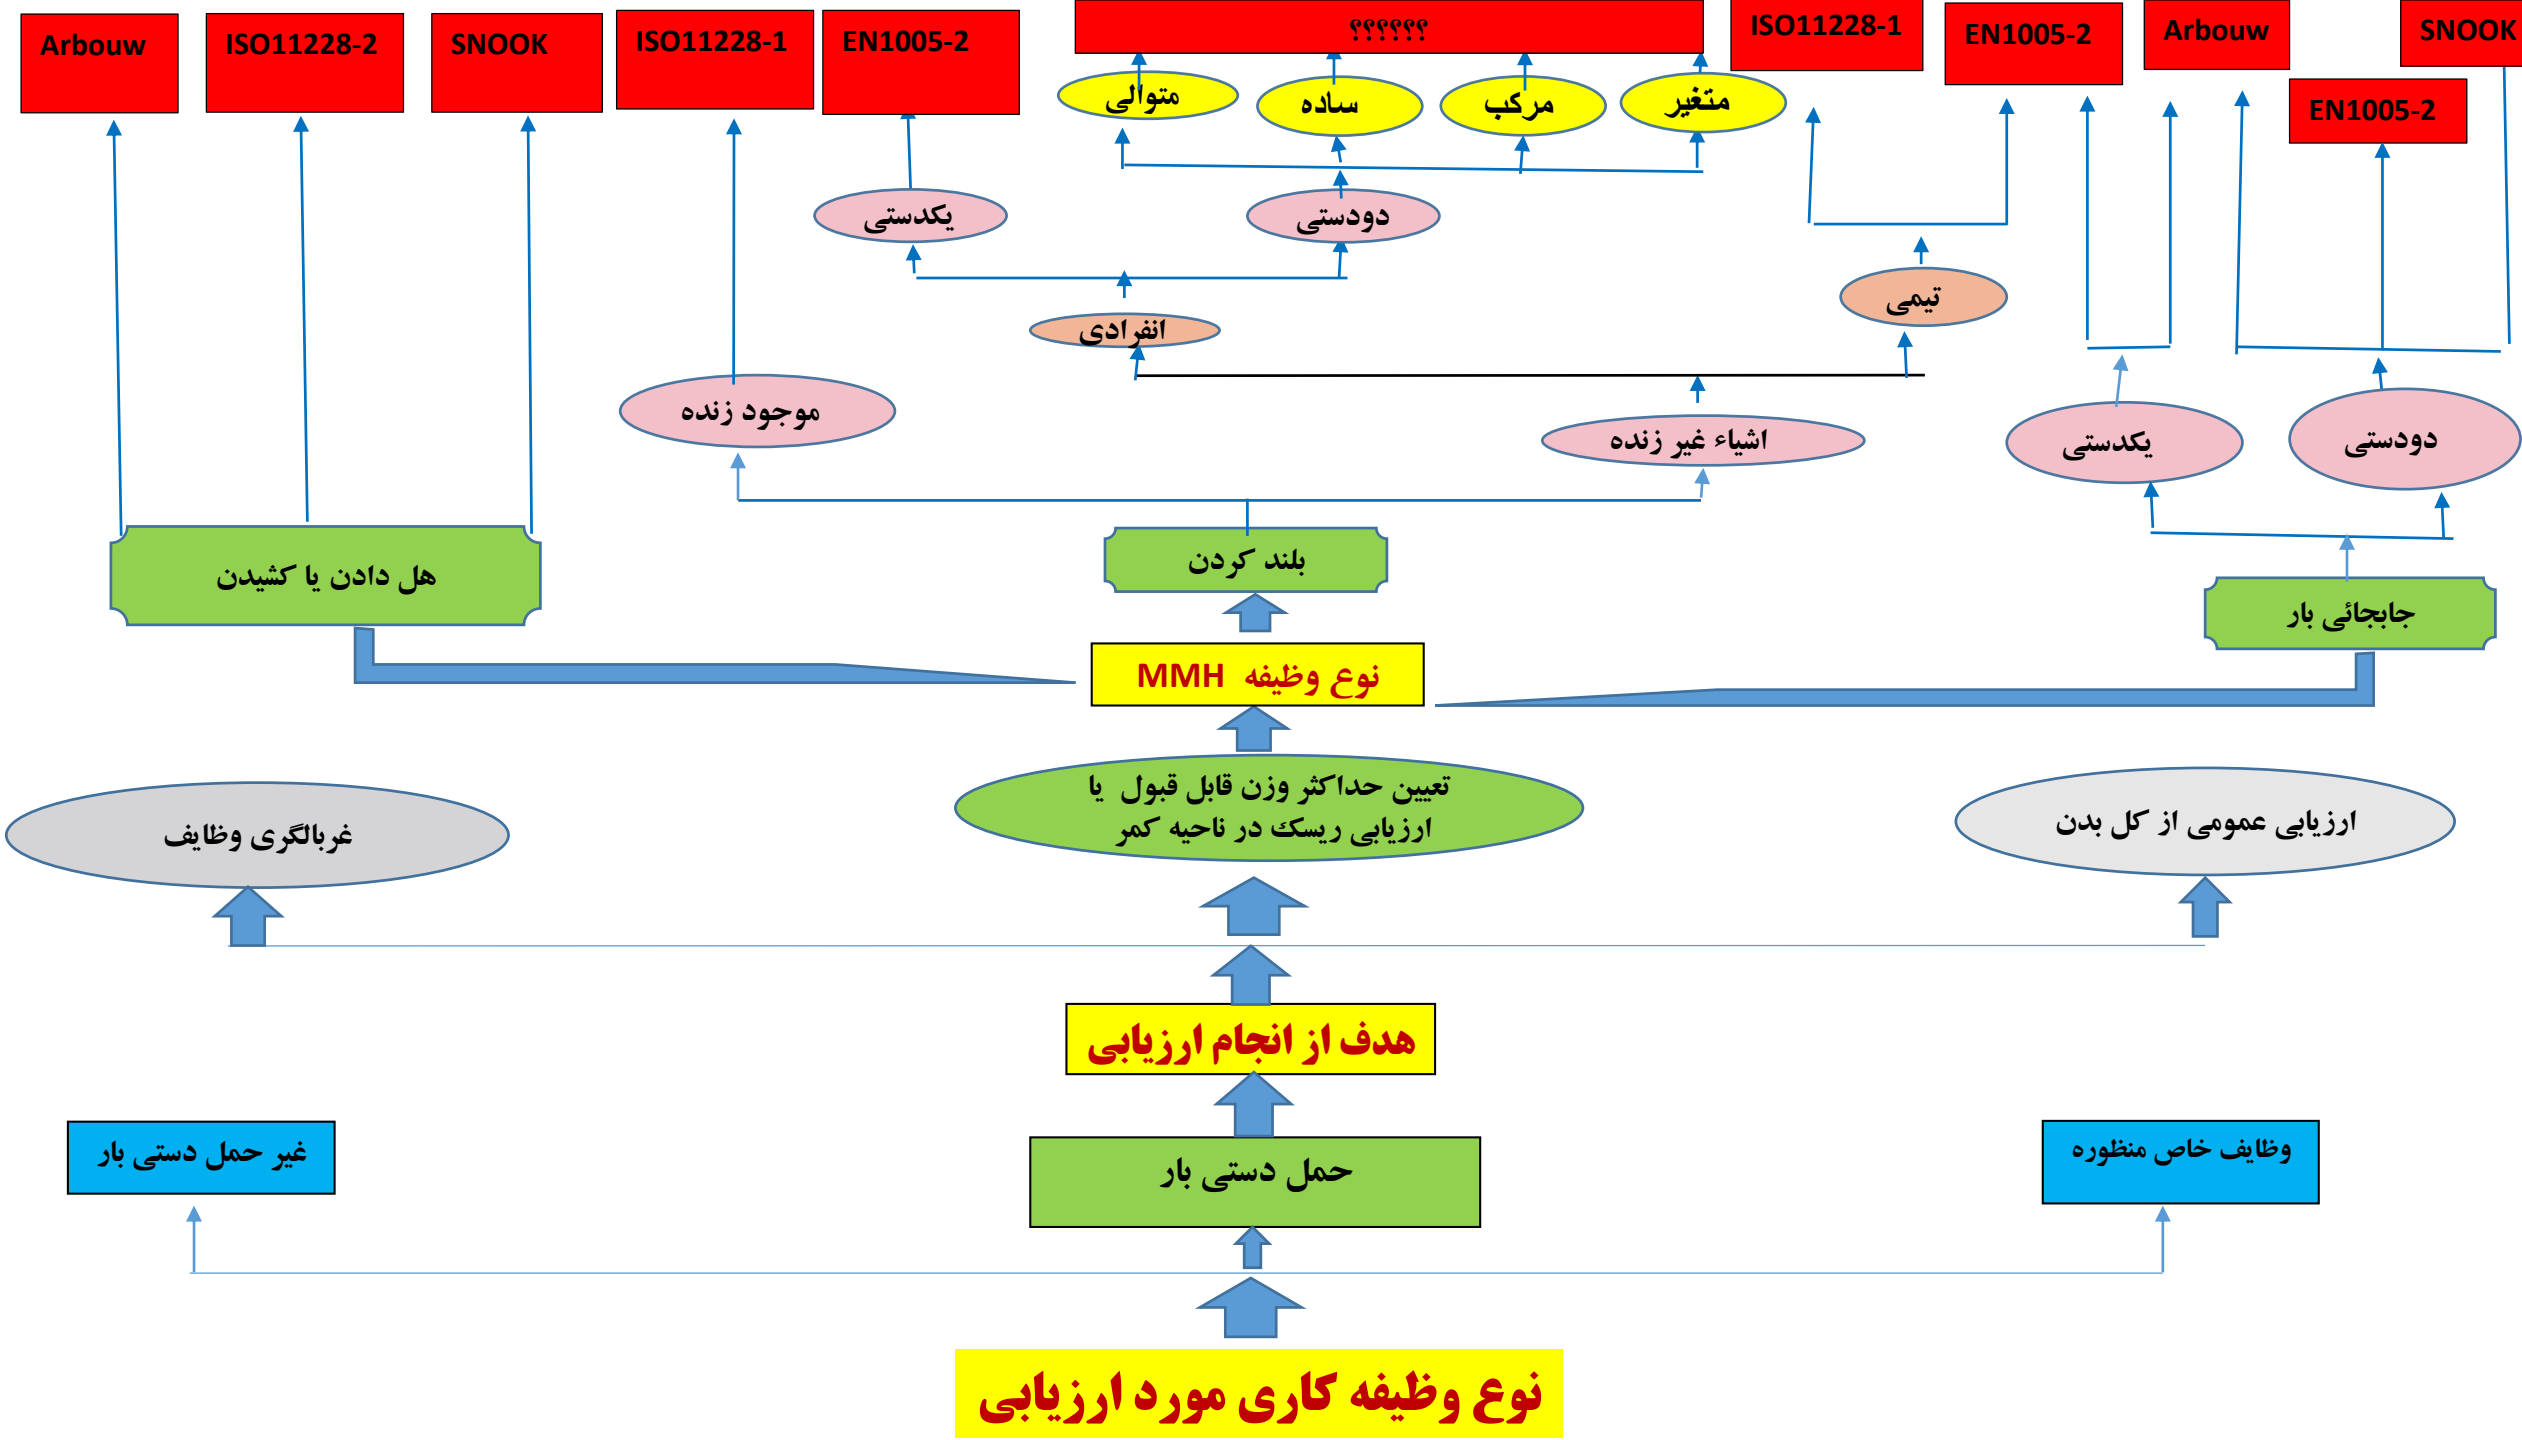 Arbouw
ISO11228-2
SNOOK
ISO11228-1
EN1005-2
؟؟؟؟؟؟
ISO11228-1
EN1005-2
Arbouw
SNOOK
EN1005-2
متوالی
ساده
مرکب
متغیر
یکدستی
دودستی
تیمی
انفرادی
موجود زنده
اشیاء غیر زنده
یکدستی
دودستی
هل دادن یا کشیدن
بلند کردن
جابجائی بار
نوع وظیفه MMH
تعیین حداکثر وزن قابل قبول یا
ارزیابی ریسک در ناحیه کمر
غربالگری وظایف
ارزیابی عمومی از کل بدن
هدف از انجام ارزیابی
غیر حمل دستی بار
حمل دستی بار
وظایف خاص منظوره
نوع وظیفه کاری مورد ارزیابی